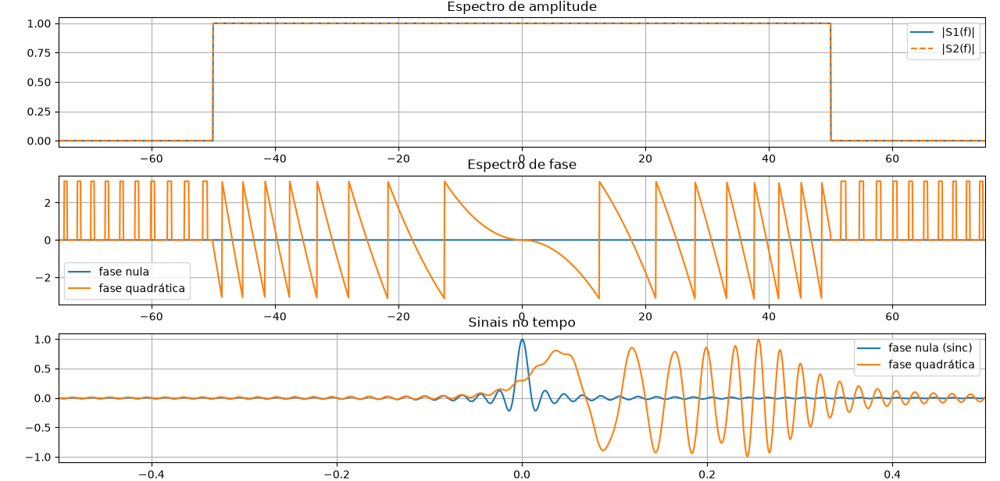 Espectro de amplitude
1.00
0.75
0.50
0.25
0.00
|S1(f)|
|S2(f)|
−60 −40 −20 0 20 40 60
Espectro de fase
2
0
−2
fase nula
fase quadrática
−60 −40 −20 0 20 40 60
Sinais no tempo
1.0
0.5
0.0
−0.5
−1.0
fase nula (sinc)
fase quadrática
−0.4 −0.2 0.0 0.2 0.4